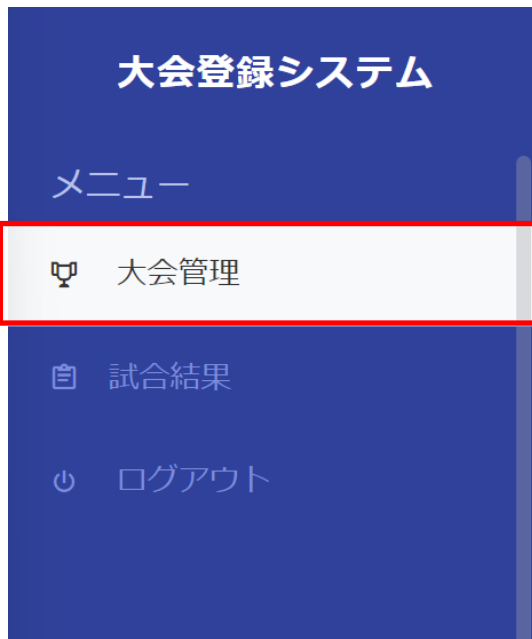 大会登録システム
メニュー
大会管理
試合結果
ログアウト